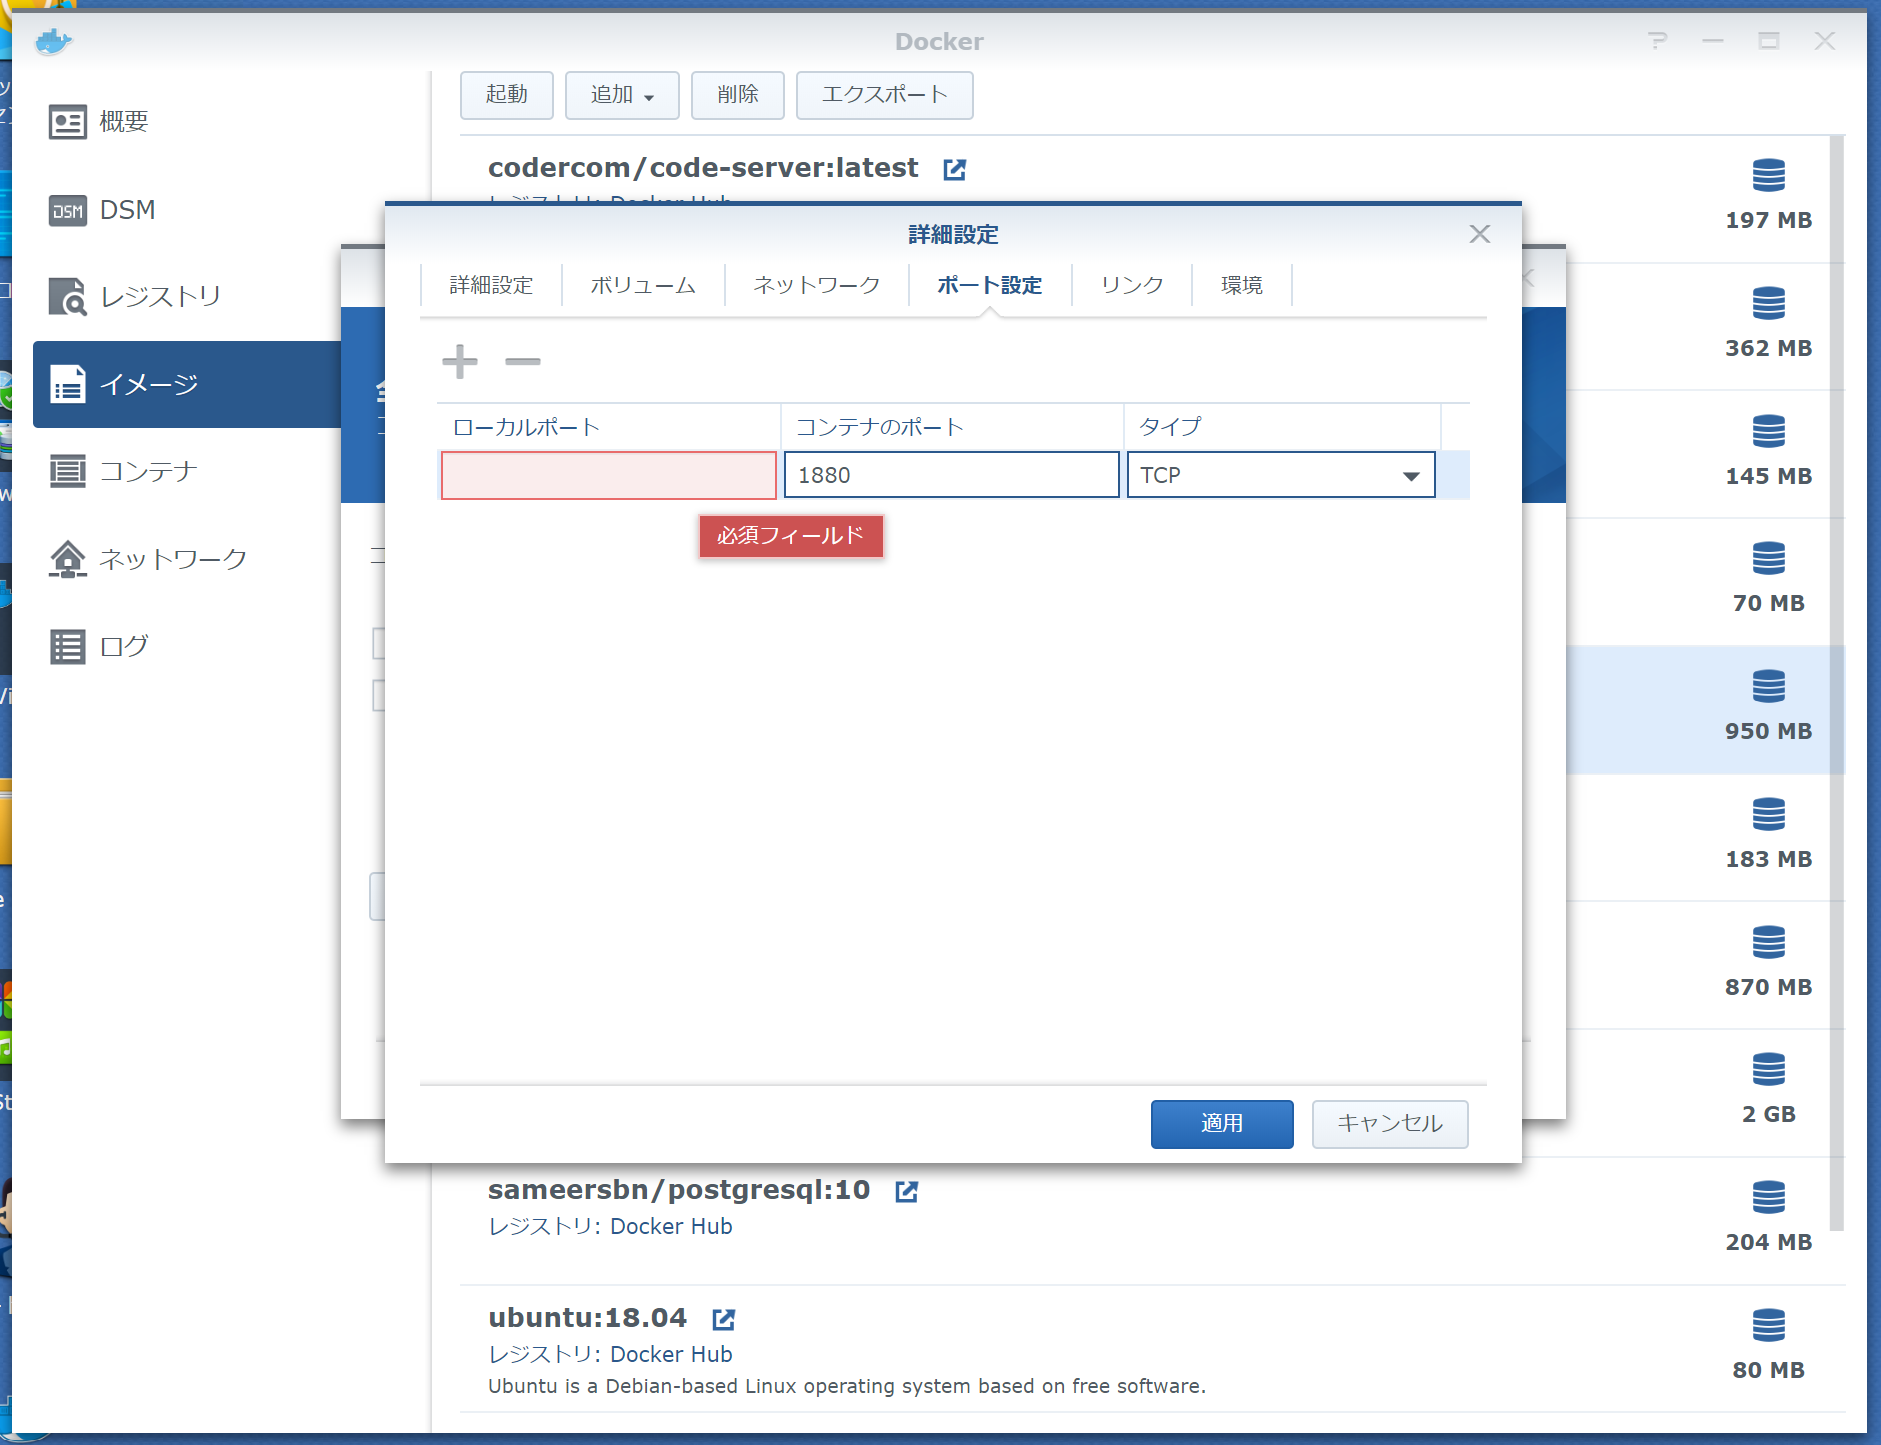 Docker
概要
DSM
レジストリ
イメージ
コンテナ
ネットワーク
ログ
起動
追加
削除
エクスポート
codercom/code-server:latest
レジストリ: Docker Hub
197 MB
362 MB
145 MB
70 MB
950 MB
183 MB
870 MB
2 GB
詳細設定
詳細設定 ボリューム ネットワーク ポート設定 リンク 環境
ローカルポート コンテナのポート タイプ
1880 TCP
必須フィールド
適用 キャンセル
sameersbn/postgresql:10
レジストリ: Docker Hub
204 MB
ubuntu:18.04
レジストリ: Docker Hub
Ubuntu is a Debian-based Linux operating system based on free software.
80 MB